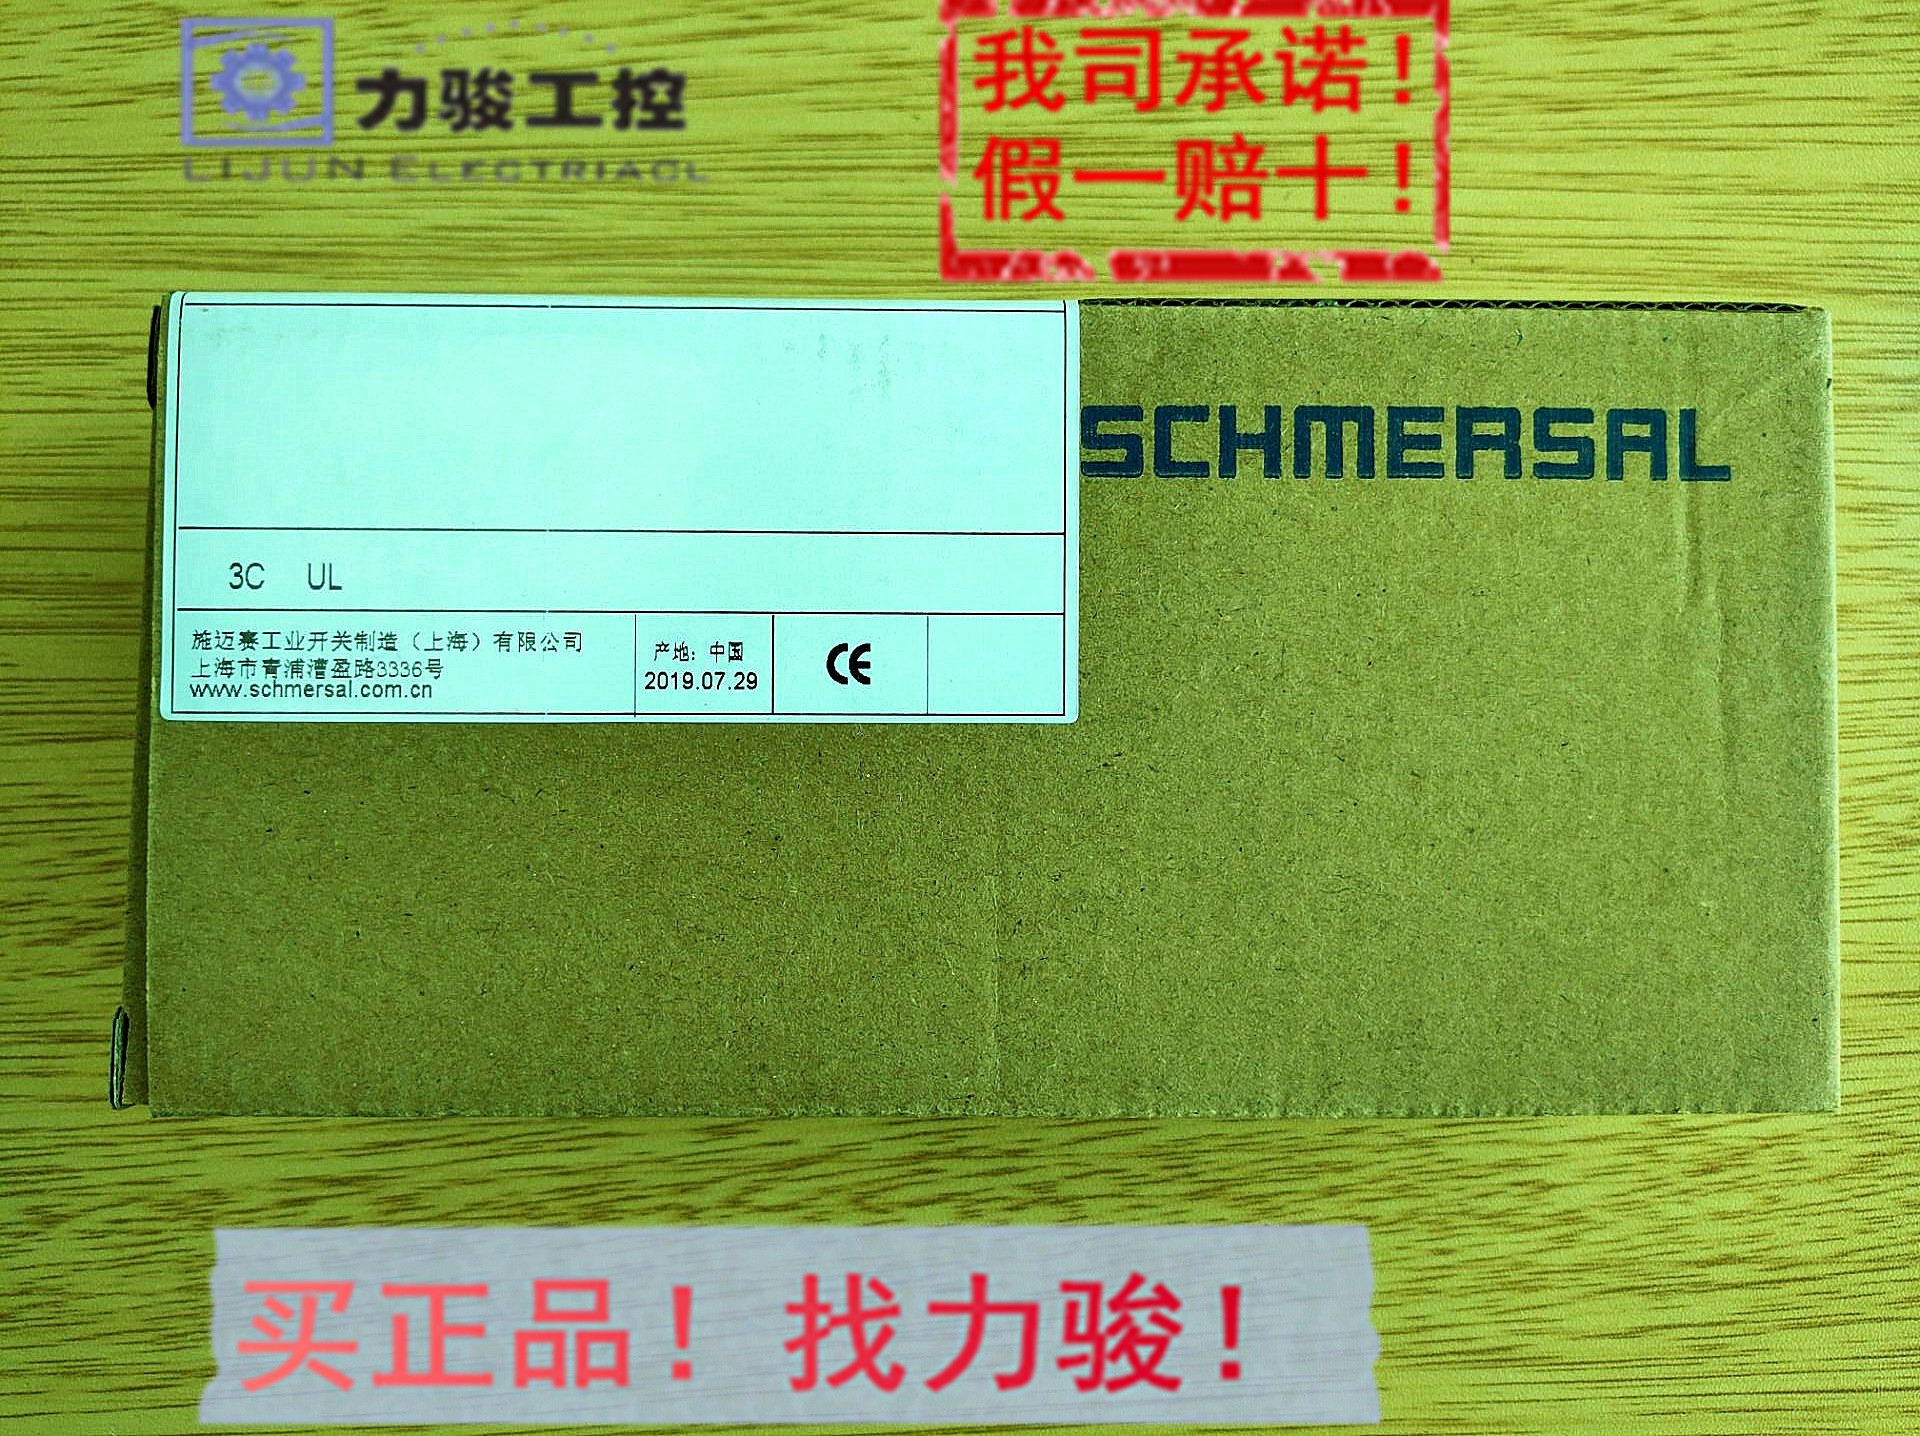 力骏工控
LIJUN ELECTRIACL
我司承诺！
假一赔十！
SCHMERSAL
3C UL
施迈赛工业开关制造（上海）有限公司
上海市青浦漕盈路3336号
www.schmersal.com.cn
产地：中国
2019.07.29
CE
买正品！找力骏！